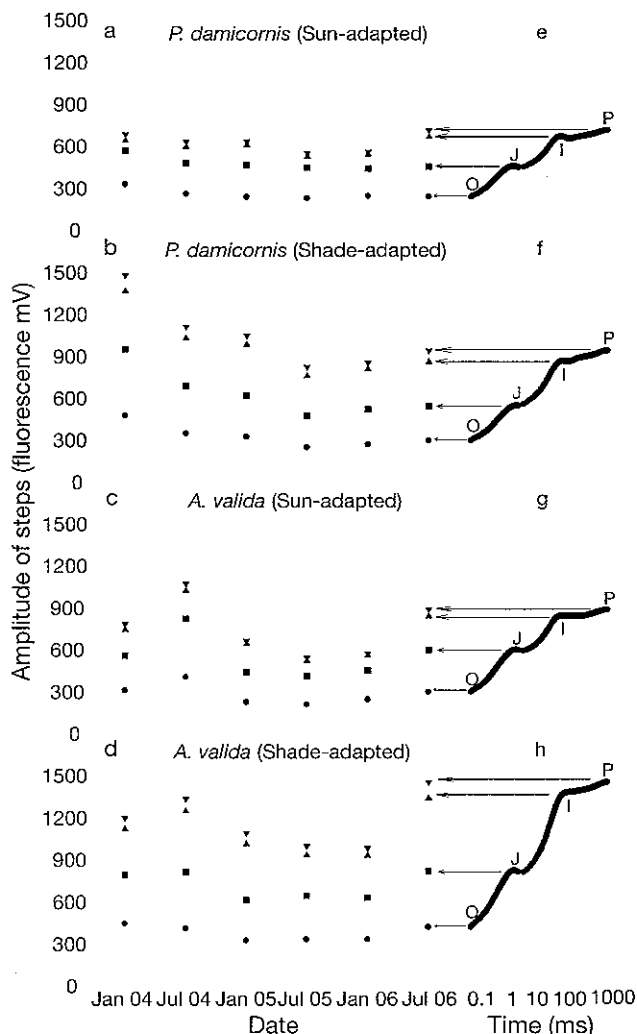 Amplitude of steps (fluorescence mV)
a P. damicornis (Sun-adapted) e
1500
1200
900
600
300
0
O J I P
b P. damicornis (Shade-adapted) f
1500
1200
900
600
300
0
O J I P
c A. valida (Sun-adapted) g
1500
1200
900
600
300
0
O J I P
d A. valida (Shade-adapted) h
1500
1200
900
600
300
0
O J I P
Jan 04 Jul 04 Jan 05 Jul 05 Jan 06 Jul 06 0.1 1 10 100 1000
Date Time (ms)